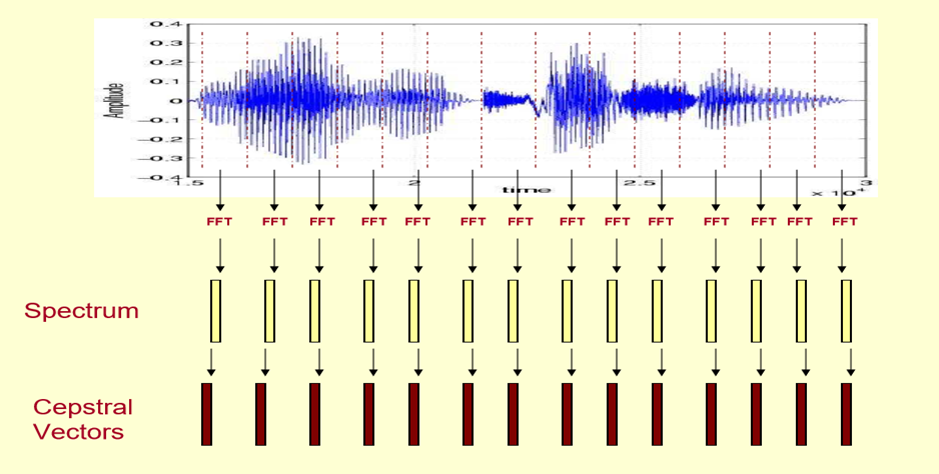 0.4
0.3
0.2
0.1
0
−0.1
−0.2
−0.3
−0.4
Amplitude
1.5 2 2.5 3
time
x 10⁴
FFT FFT FFT FFT FFT FFT FFT FFT FFT FFT FFT FFT FFT FFT
Spectrum
Cepstral
Vectors